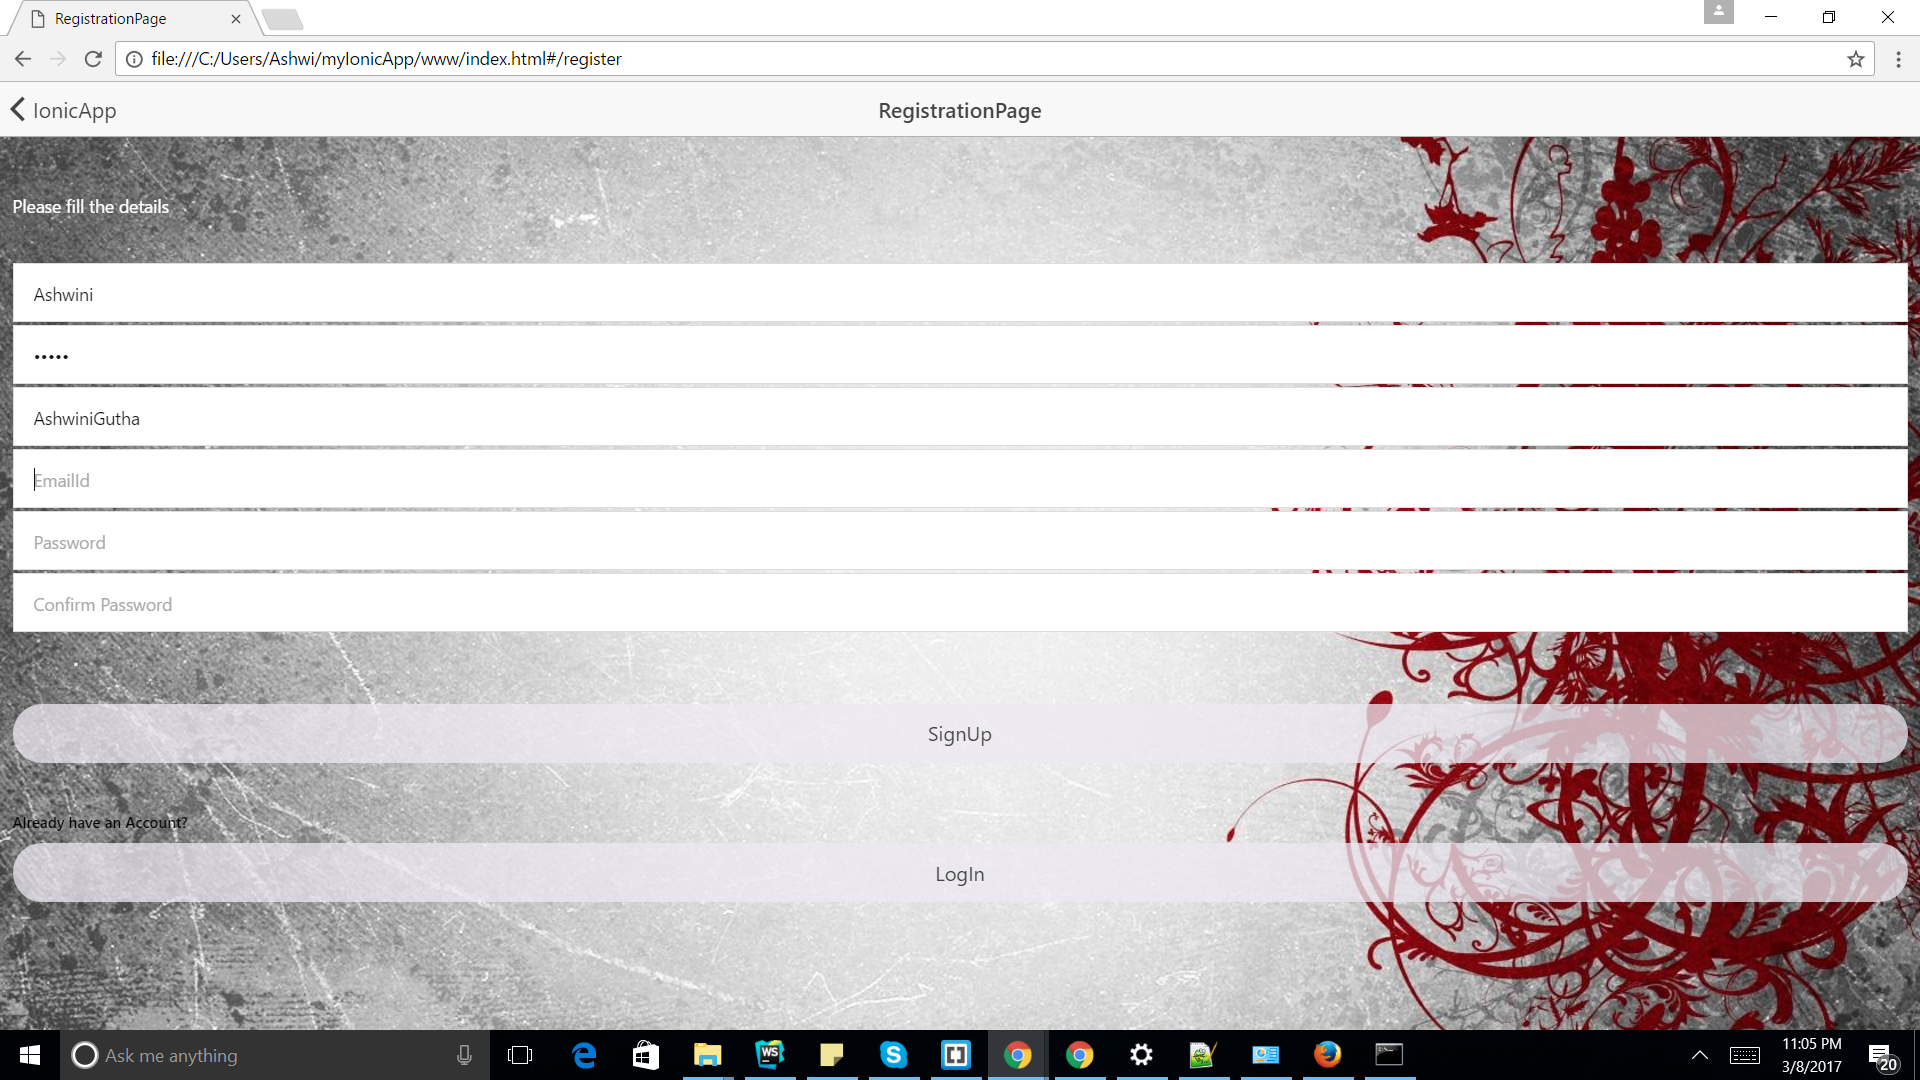 RegistrationPage
file:///C:/Users/Ashwi/myIonicApp/www/index.html#/register
IonicApp
RegistrationPage
Please fill the details
Ashwini
•••••
AshwiniGutha
EmailId
Password
Confirm Password
SignUp
Already have an Account?
LogIn
Ask me anything
WS
11:05 PM
3/8/2017
20